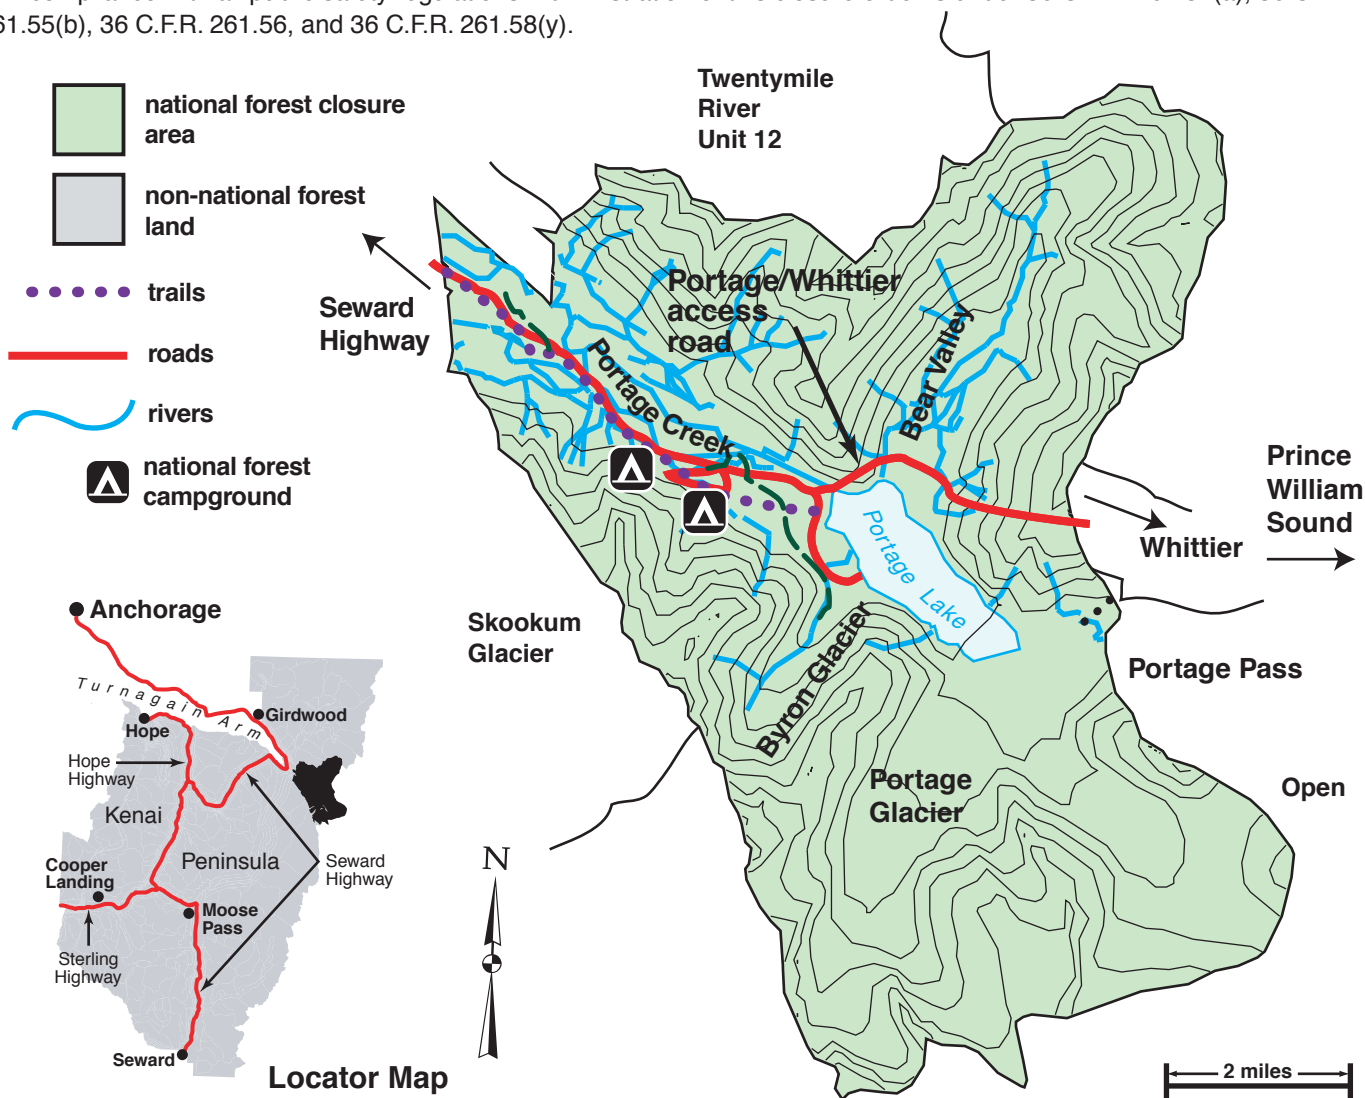 61.55(b), 36 C.F.R. 261.56, and 36 C.F.R. 261.58(y).
national forest closure
area
non-national forest
land
trails
roads
rivers
national forest
campground
Twentymile
River
Unit 12
Seward
Highway
Portage/Whittier
access
road
Portage Creek
Bear Valley
Prince
William
Sound
Whittier
Portage Lake
Skookum
Glacier
Byron Glacier
Portage Pass
Portage
Glacier
Open
Anchorage
Turnagain Arm
Girdwood
Hope
Hope
Highway
Kenai
Peninsula
Cooper
Landing
Seward
Highway
Moose
Pass
Sterling
Highway
Seward
Locator Map
N
2 miles